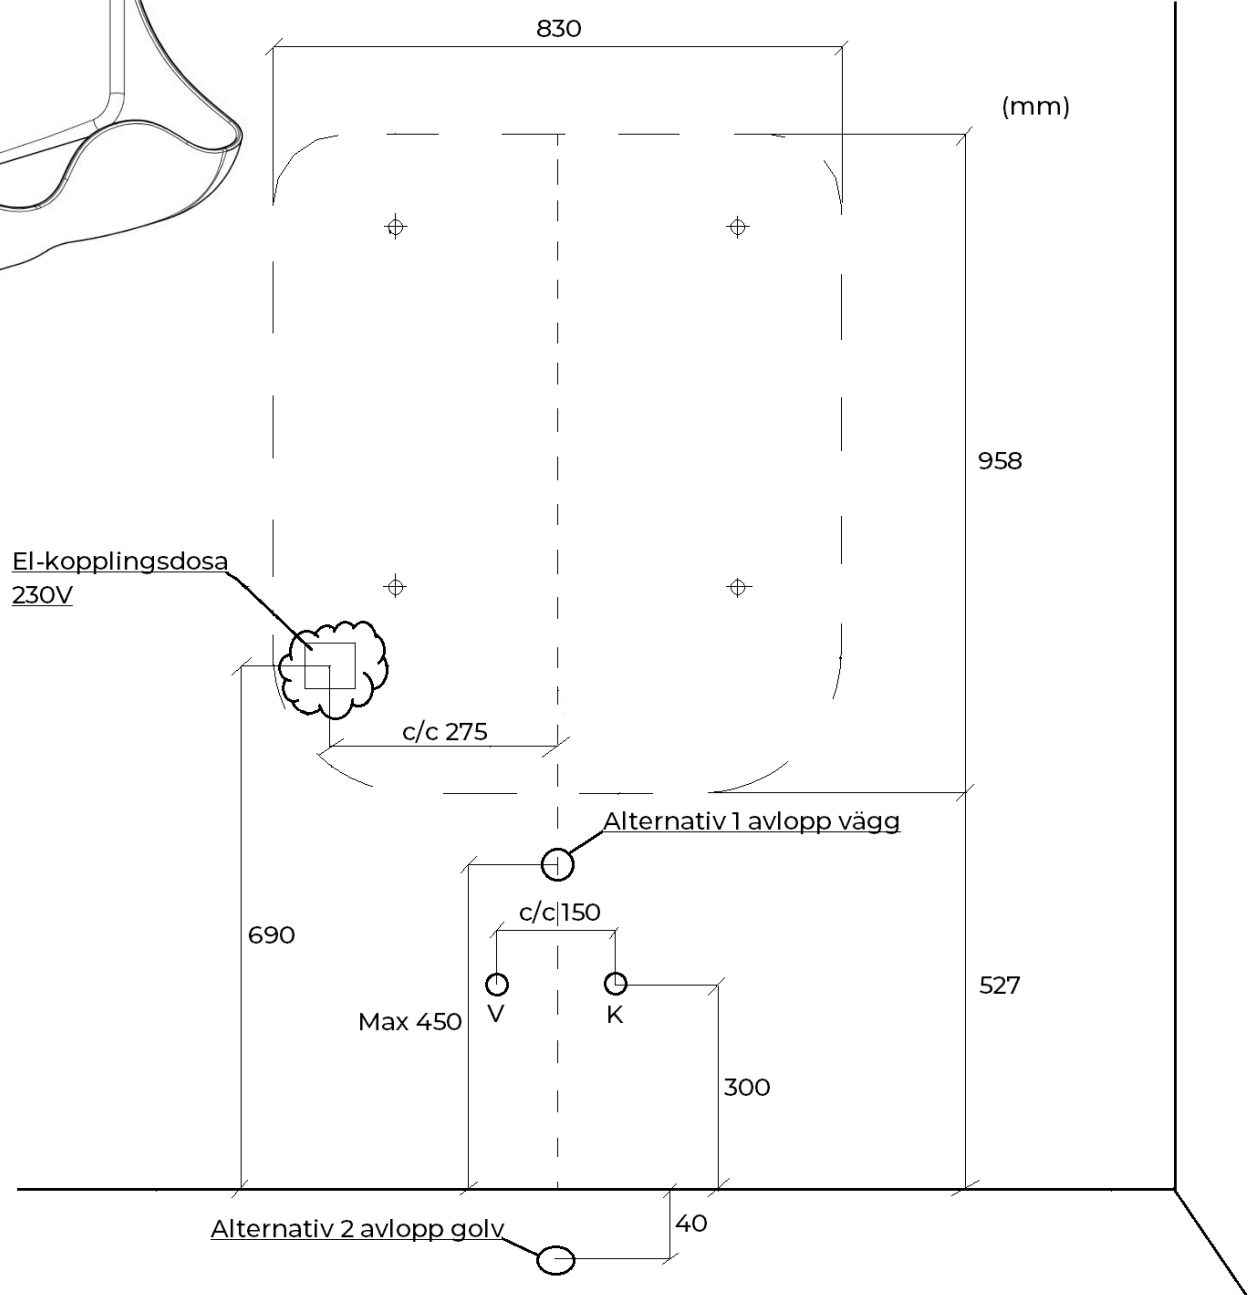 830
(mm)
958
El-kopplingsdosa
230V
c/c 275
Alternativ 1 avlopp vägg
c/c 150
690
527
V
K
Max 450
300
Alternativ 2 avlopp golv
40